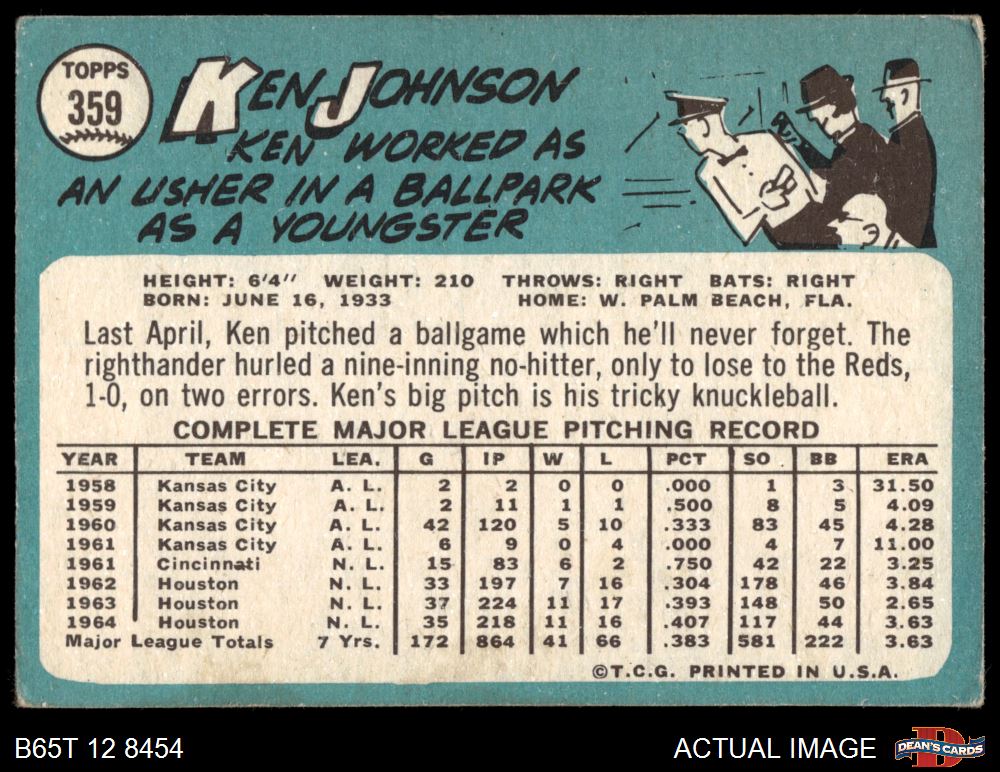 TOPPS
359
KEN JOHNSON
KEN WORKED AS
AN USHER IN A BALLPARK
AS A YOUNGSTER
HEIGHT: 6'4" WEIGHT: 210 THROWS: RIGHT BATS: RIGHT
BORN: JUNE 16, 1933 HOME: W. PALM BEACH, FLA.
Last April, Ken pitched a ballgame which he'll never forget. The
righthander hurled a nine-inning no-hitter, only to lose to the Reds,
1-0, on two errors. Ken's big pitch is his tricky knuckleball.
COMPLETE MAJOR LEAGUE PITCHING RECORD
YEAR TEAM LEA. G IP W L PCT SO BB ERA
1958 Kansas City A. L. 2 2 0 0 .000 1 3 31.50
1959 Kansas City A. L. 2 11 1 1 .500 8 5 4.09
1960 Kansas City A. L. 42 120 5 10 .333 83 45 4.28
1961 Kansas City A. L. 6 9 0 4 .000 4 7 11.00
1961 Cincinnati N. L. 15 83 6 2 .750 42 22 3.25
1962 Houston N. L. 33 197 7 16 .304 178 46 3.84
1963 Houston N. L. 37 224 11 17 .393 148 50 2.65
1964 Houston N. L. 35 218 11 16 .407 117 44 3.63
Major League Totals 7 Yrs. 172 864 41 66 .383 581 222 3.63
©T.C.G. PRINTED IN U.S.A.
B65T 12 8454 ACTUAL IMAGE D DEAN'S CARDS